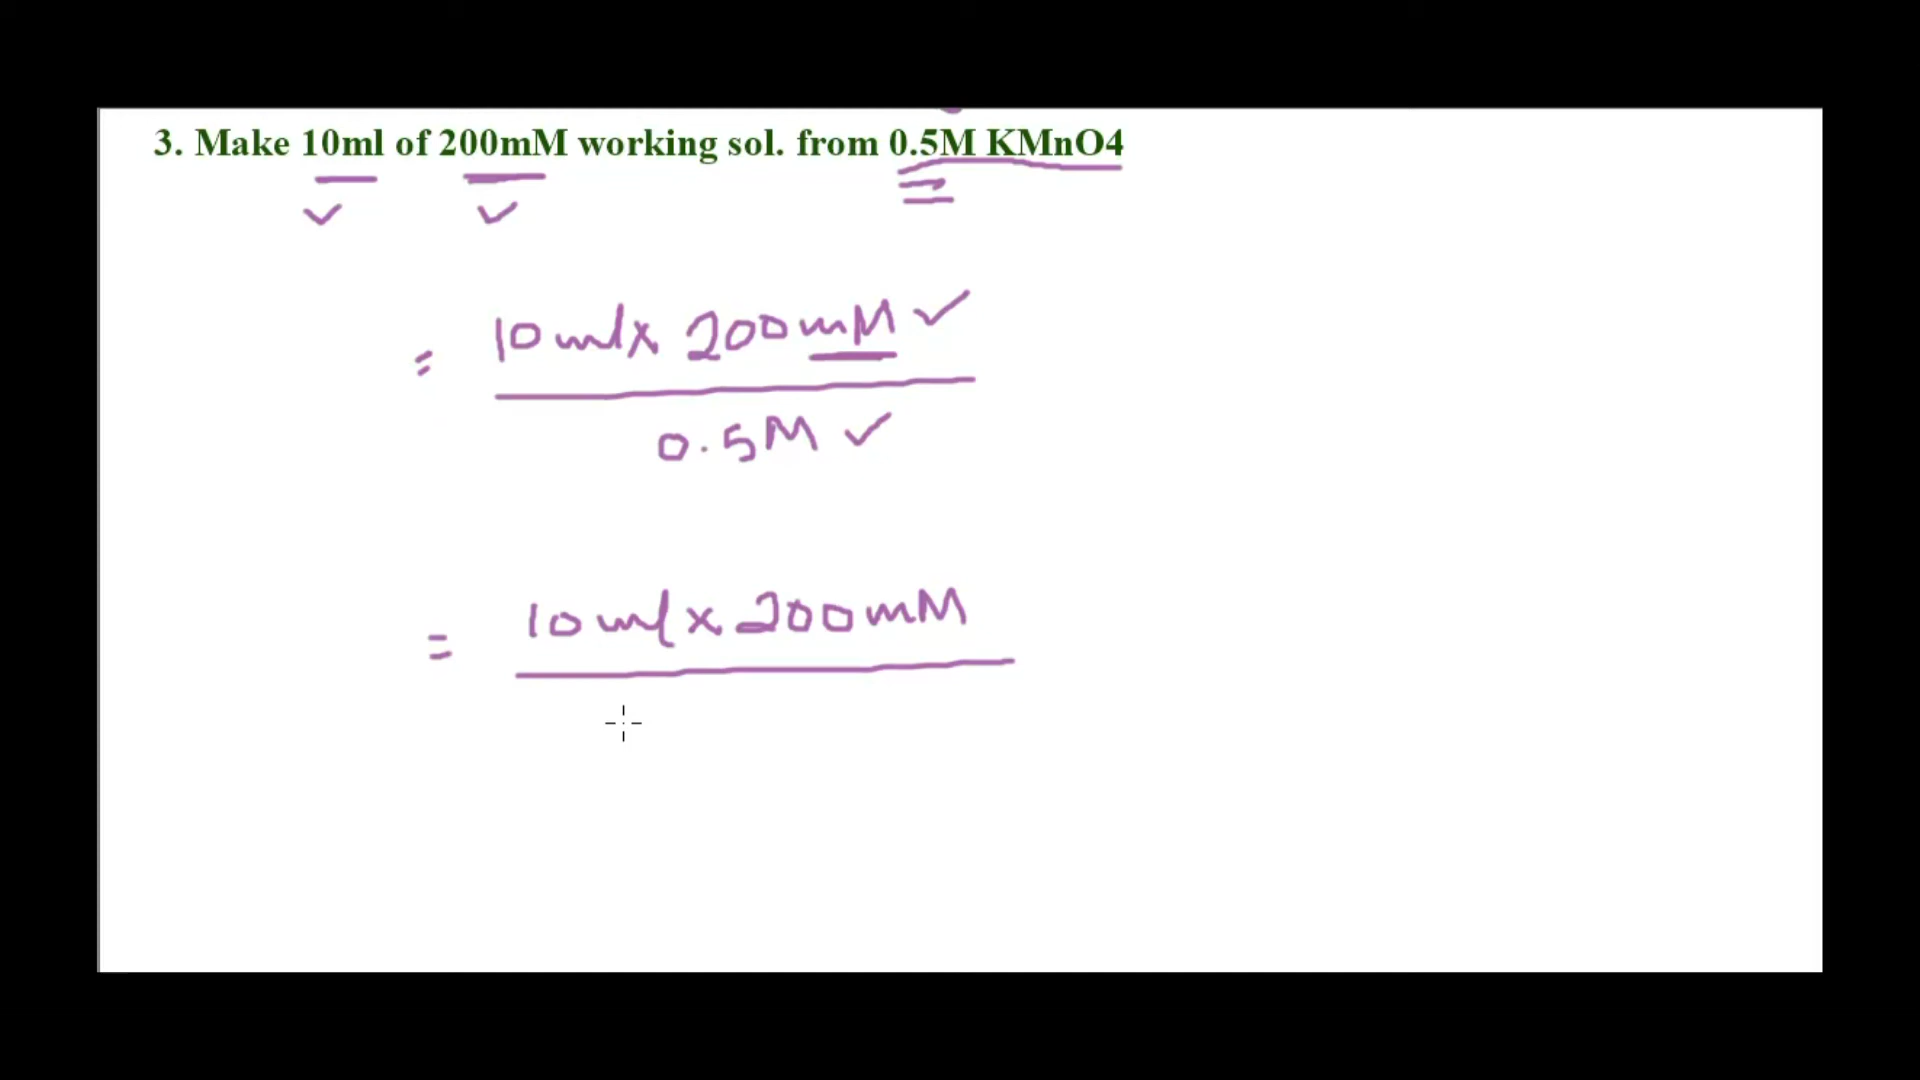 3. Make 10ml of 200mM working sol. from 0.5M KMnO4
= 10ml x 200mM
0.5M
= 10ml x 200mM